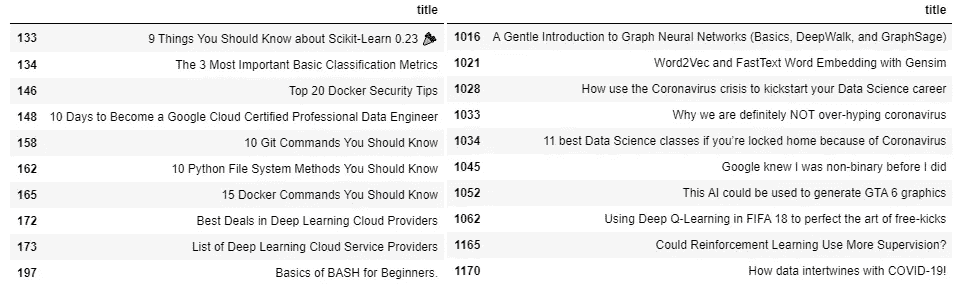 title
133 9 Things You Should Know about Scikit-Learn 0.23 🎉
134 The 3 Most Important Basic Classification Metrics
146 Top 20 Docker Security Tips
148 10 Days to Become a Google Cloud Certified Professional Data Engineer
158 10 Git Commands You Should Know
162 10 Python File System Methods You Should Know
165 15 Docker Commands You Should Know
172 Best Deals in Deep Learning Cloud Providers
173 List of Deep Learning Cloud Service Providers
197 Basics of BASH for Beginners.
title
1016 A Gentle Introduction to Graph Neural Networks (Basics, DeepWalk, and GraphSage)
1021 Word2Vec and FastText Word Embedding with Gensim
1028 How use the Coronavirus crisis to kickstart your Data Science career
1033 Why we are definitely NOT over-hyping coronavirus
1034 11 best Data Science classes if you’re locked home because of Coronavirus
1045 Google knew I was non-binary before I did
1052 This AI could be used to generate GTA 6 graphics
1062 Using Deep Q-Learning in FIFA 18 to perfect the art of free-kicks
1165 Could Reinforcement Learning Use More Supervision?
1170 How data intertwines with COVID-19!